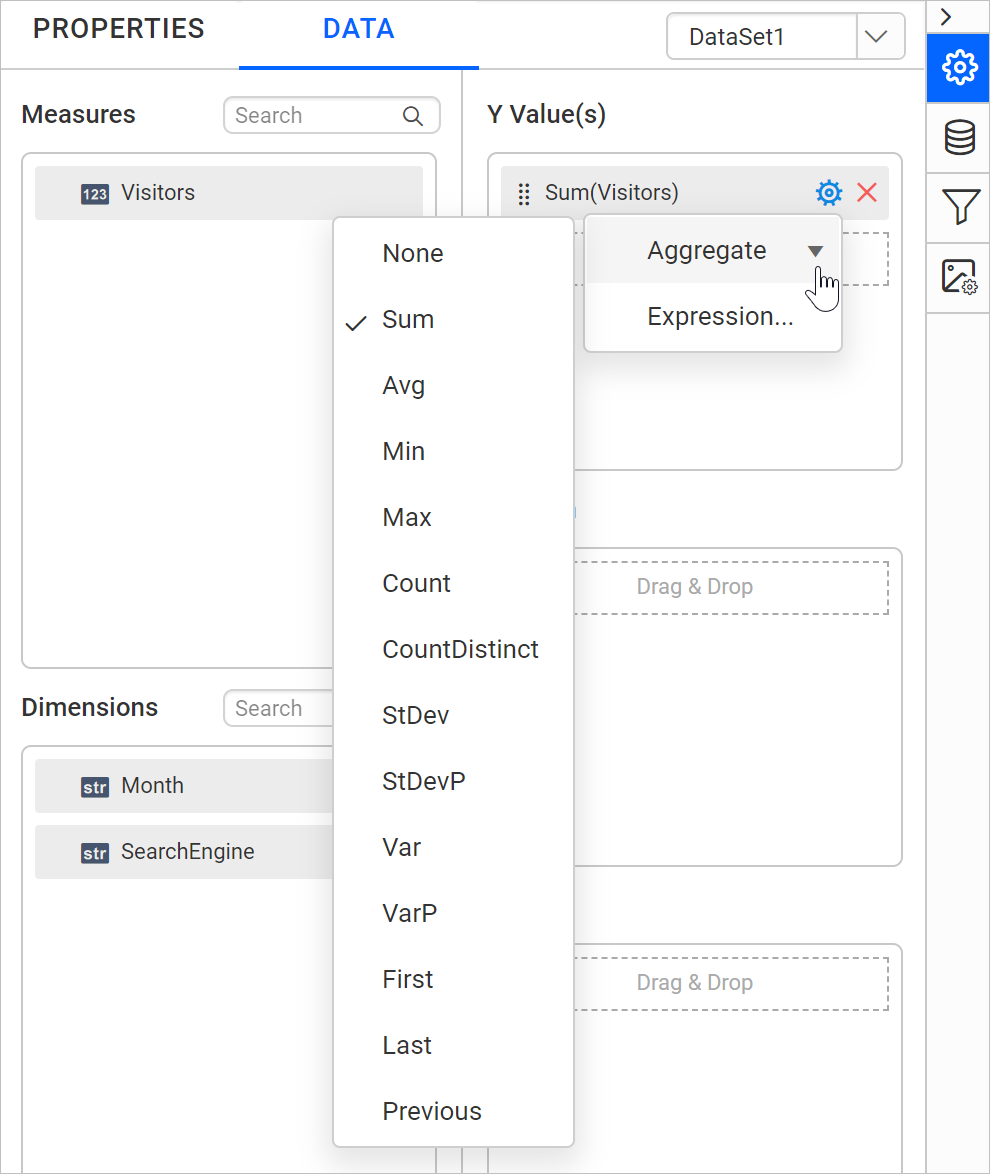 PROPERTIES
DATA
DataSet1
Measures
Search
Y Value(s)
123 Visitors
Sum(Visitors)
None
Sum
Avg
Min
Max
Count
CountDistinct
StDev
StDevP
Var
VarP
First
Last
Previous
Aggregate
Expression...
Drag & Drop
Dimensions
Search
str Month
str SearchEngine
Drag & Drop